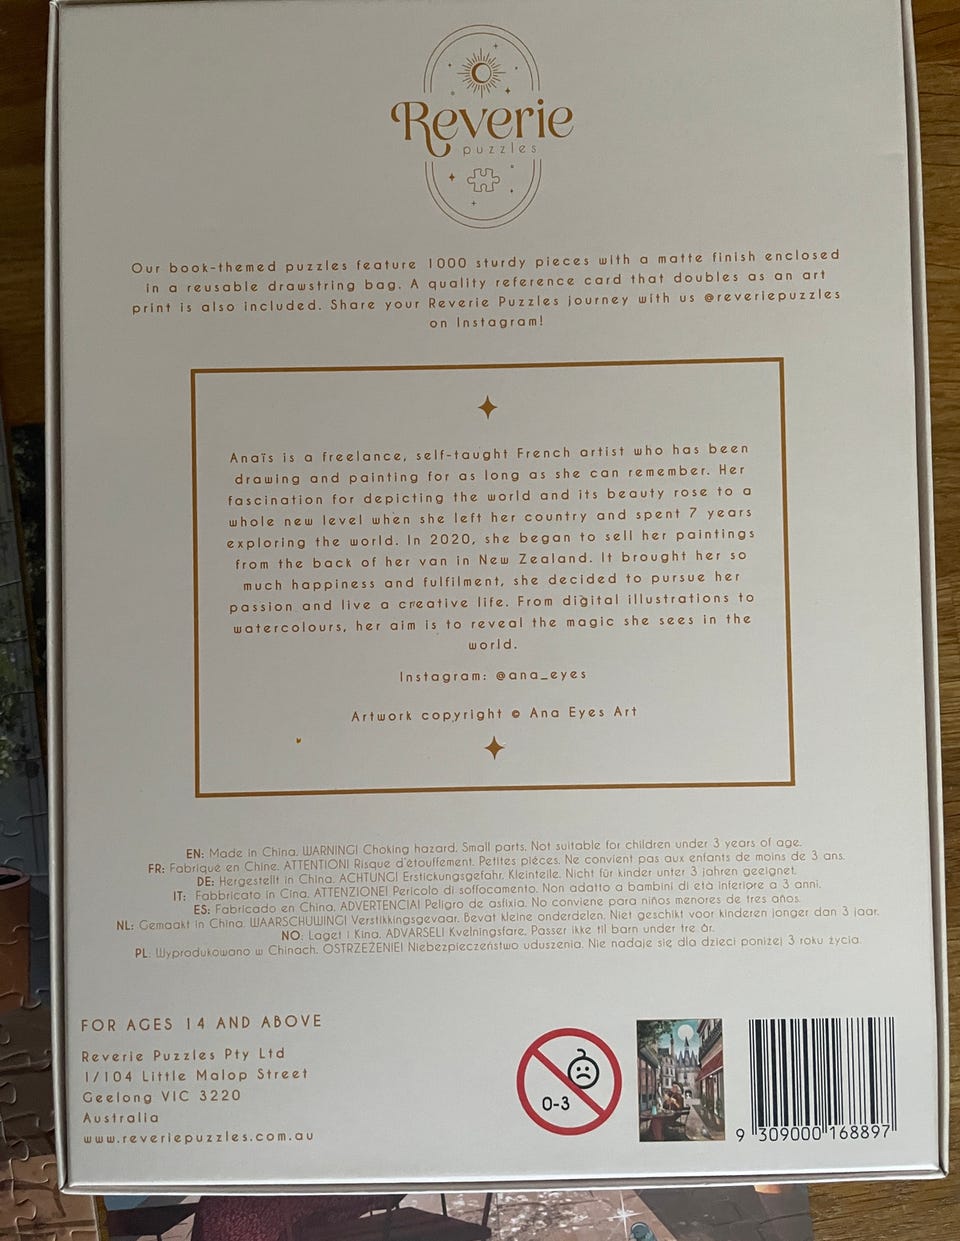 Reverie
puzzles
Our book-themed puzzles feature 1000 sturdy pieces with a matte finish enclosed
in a reusable drawstring bag. A quality reference card that doubles as an art
print is also included. Share your Reverie Puzzles journey with us @reveriepuzzles
on Instagram!
Anaïs is a freelance, self-taught French artist who has been
drawing and painting for as long as she can remember. Her
fascination for depicting the world and its beauty rose to a
whole new level when she left her country and spent 7 years
exploring the world. In 2020, she began to sell her paintings
from the back of her van in New Zealand. It brought her so
much happiness and fulfilment, she decided to pursue her
passion and live a creative life. From digital illustrations to
watercolours, her aim is to reveal the magic she sees in the
world.
Instagram: @ana_eyes
Artwork copyright © Ana Eyes Art
EN: Made in China. WARNING! Choking hazard. Small parts. Not suitable for children under 3 years of age.
FR: Fabriqué en Chine. ATTENTION! Risque d'étouffement. Petites pièces. Ne convient pas aux enfants de moins de 3 ans.
DE: Hergestellt in China. ACHTUNG! Erstickungsgefahr. Kleinteile. Nicht für kinder unter 3 jahren geeignet.
IT: Fabbricato in Cina. ATTENZIONE! Pericolo di soffocamento. Non adatto a bambini di età inferiore a 3 anni.
ES: Fabricado en China. ADVERTENCIA! Peligro de asfixia. No conviene para niños menores de tres años.
NL: Gemaakt in China. WAARSCHUWING! Verstikkingsgevaar. Bevat kleine onderdelen. Niet geschikt voor kinderen jonger dan 3 jaar.
NO: Laget i Kina. ADVARSEL! Kvelningsfare. Passer ikke til barn under tre år.
PL: Wyprodukowano w Chinach. OSTRZEŻENIE! Niebezpieczeństwo uduszenia. Nie nadaje się dla dzieci poniżej 3 roku życia.
FOR AGES 14 AND ABOVE
Reverie Puzzles Pty Ltd
1/104 Little Malop Street
Geelong VIC 3220
Australia
www.reveriepuzzles.com.au
0-3
9 309000 168897